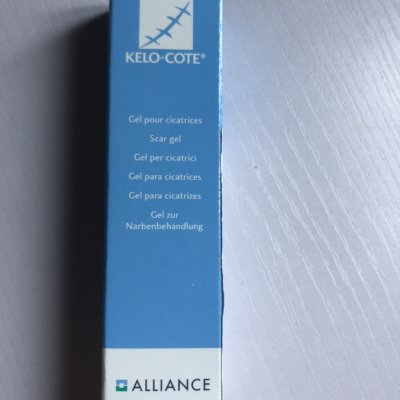 KELO-COTE®
Gel pour cicatrices
Scar gel
Gel per cicatrici
Gel para cicatrices
Gel para cicatrizes
Gel zur
Narbenbehandlung
ALLIANCE